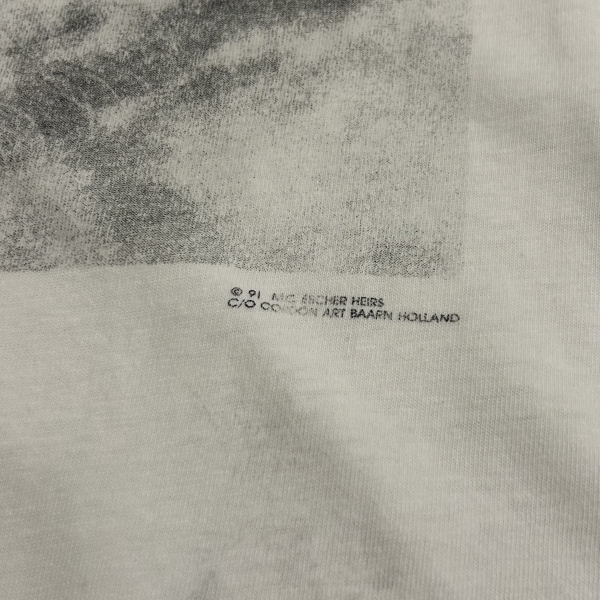 © 91 M.C. ESCHER HEIRS
C/O CORDON ART BAARN HOLLAND